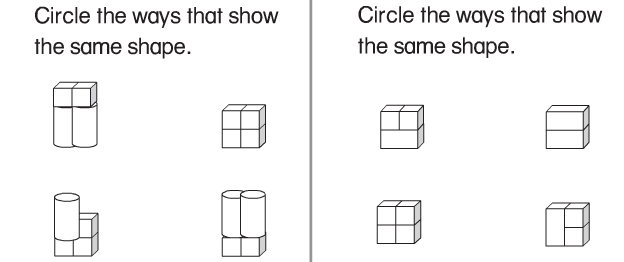 Circle the ways that show
the same shape.
Circle the ways that show
the same shape.